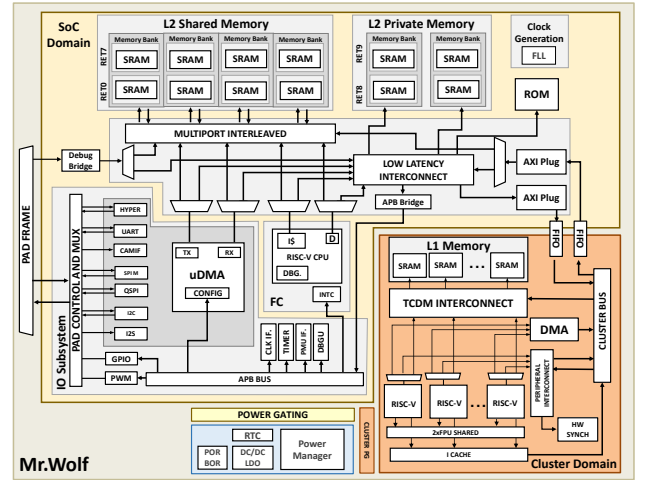 SoC
Domain
L2 Shared Memory
Memory Bank
Memory Bank
Memory Bank
Memory Bank
RET7
SRAM
SRAM
SRAM
SRAM
RET0
SRAM
SRAM
SRAM
SRAM
L2 Private Memory
Memory Bank
Memory Bank
RET9
SRAM
SRAM
RET8
SRAM
SRAM
Clock
Generation
FLL
ROM
MULTIPORT INTERLEAVED
Debug
Bridge
LOW LATENCY
INTERCONNECT
AXI Plug
AXI Plug
APB Bridge
FIFO
FIFO
PAD FRAME
IO Subsystem
PAD CONTROL AND MUX
HYPER
UART
CAMIF
SPI M
QSPI
I2C
I2S
GPIO
PWM
TX
RX
uDMA
CONFIG
I$
D
RISC-V CPU
DBG.
INTC
FC
CLK IF.
TIMER
PMU IF.
DBGU
APB BUS
L1 Memory
SRAM
SRAM
...
SRAM
TCDM INTERCONNECT
CLUSTER BUS
DMA
PERIPHERAL
INTERCONNECT
RISC-V
RISC-V
...
RISC-V
2xFPU SHARED
HW
SYNCH
I CACHE
Cluster Domain
POWER GATING
CLUSTER PG
RTC
POR
BOR
DC/DC
LDO
Power
Manager
Mr.Wolf